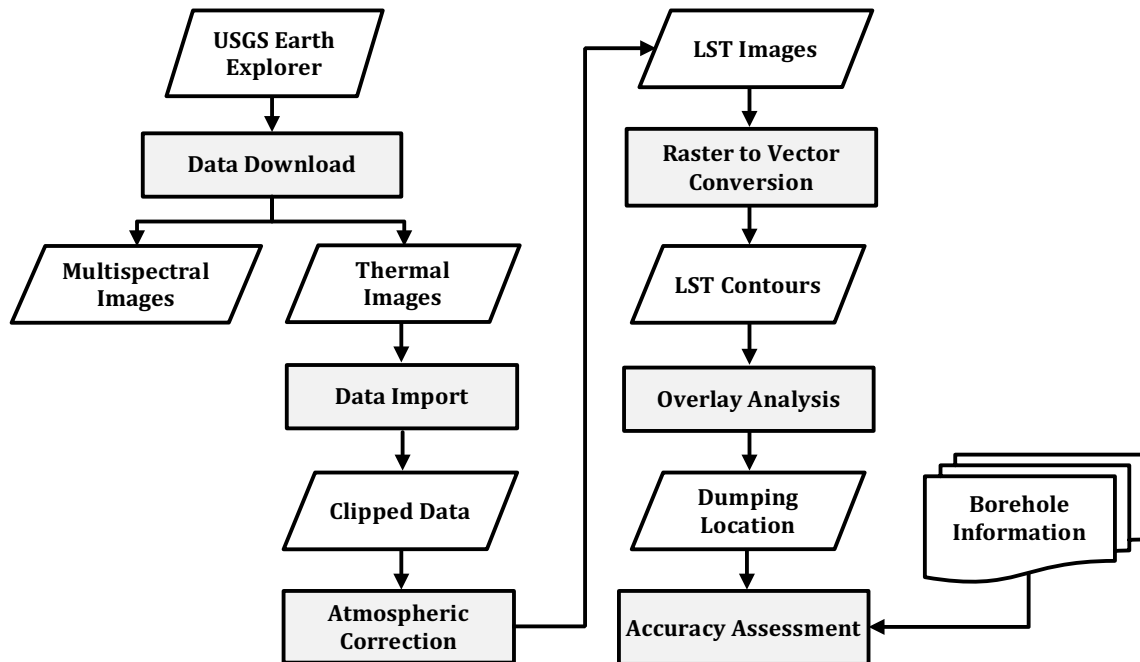 USGS Earth
Explorer
Data Download
Multispectral
Images
Thermal
Images
Data Import
Clipped Data
Atmospheric
Correction
LST Images
Raster to Vector
Conversion
LST Contours
Overlay Analysis
Dumping
Location
Accuracy Assessment
Borehole
Information